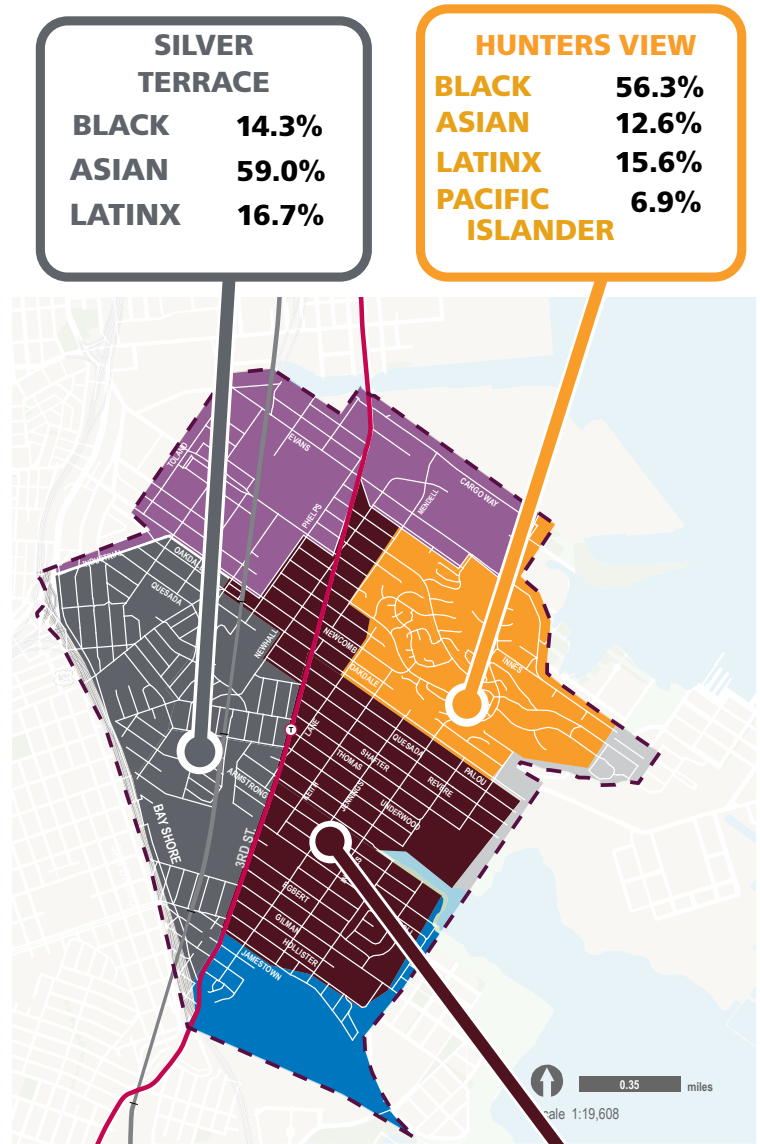 SILVER
TERRACE
BLACK 14.3%
ASIAN 59.0%
LATINX 16.7%
HUNTERS VIEW
BLACK 56.3%
ASIAN 12.6%
LATINX 15.6%
PACIFIC 6.9%
ISLANDER
TOLAND
EVANS
PHELPS
MENDELL
CARGO WAY
INDUSTRIAL
QUESADA
NEWHALL
NEWCOMB
OAKDALE
INNES
LANE
T
QUESADA
SHAFTER
THOMAS
REVERE
PALOU
ARMSTRONG
KEITH
UNDERWOOD
BAY SHORE
3RD ST.
EGBERT
GILMAN
HOLLISTER
JAMESTOWN
0.35 miles
1:19,608